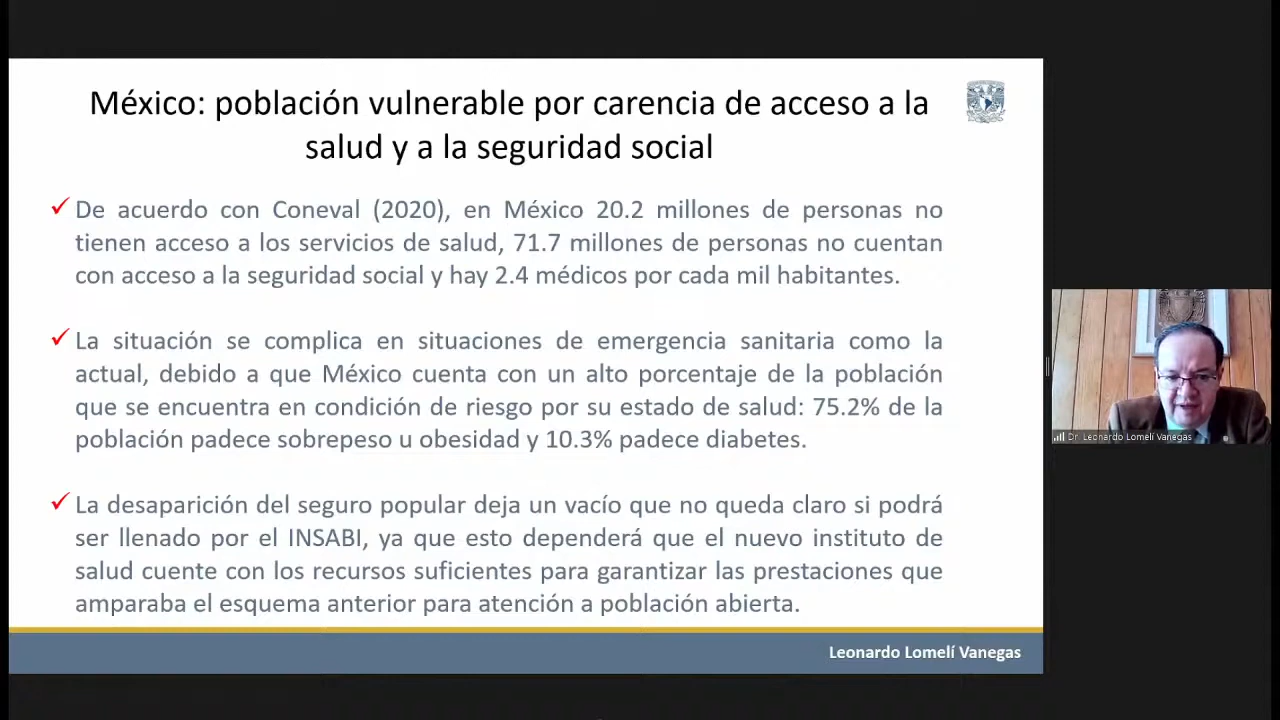 México: población vulnerable por carencia de acceso a la
salud y a la seguridad social
De acuerdo con Coneval (2020), en México 20.2 millones de personas no
tienen acceso a los servicios de salud, 71.7 millones de personas no cuentan
con acceso a la seguridad social y hay 2.4 médicos por cada mil habitantes.
La situación se complica en situaciones de emergencia sanitaria como la
actual, debido a que México cuenta con un alto porcentaje de la población
que se encuentra en condición de riesgo por su estado de salud: 75.2% de la
población padece sobrepeso u obesidad y 10.3% padece diabetes.
La desaparición del seguro popular deja un vacío que no queda claro si podrá
ser llenado por el INSABI, ya que esto dependerá que el nuevo instituto de
salud cuente con los recursos suficientes para garantizar las prestaciones que
amparaba el esquema anterior para atención a población abierta.
Leonardo Lomelí Vanegas
Dr. Leonardo Lomelí Vanegas